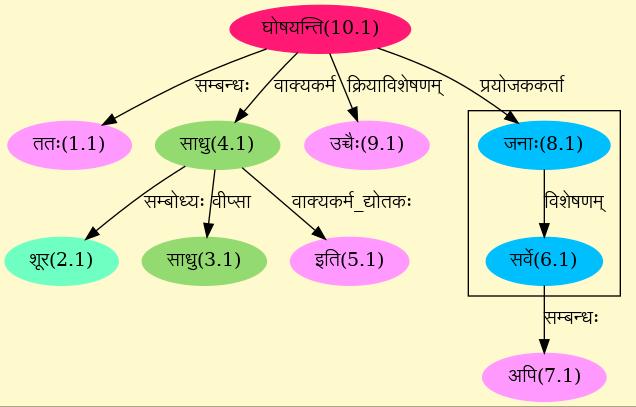 घोषयन्ति(10.1)
सम्बन्धः वाक्यकर्म क्रियाविशेषणम् प्रयोजककर्ता
ततः(1.1) साधु(4.1) उच्चैः(9.1) जनाः(8.1)
सम्बोध्यः वीप्सा वाक्यकर्म_द्योतकः विशेषणम्
शूर(2.1) साधु(3.1) इति(5.1) सर्वे(6.1)
सम्बन्धः
अपि(7.1)